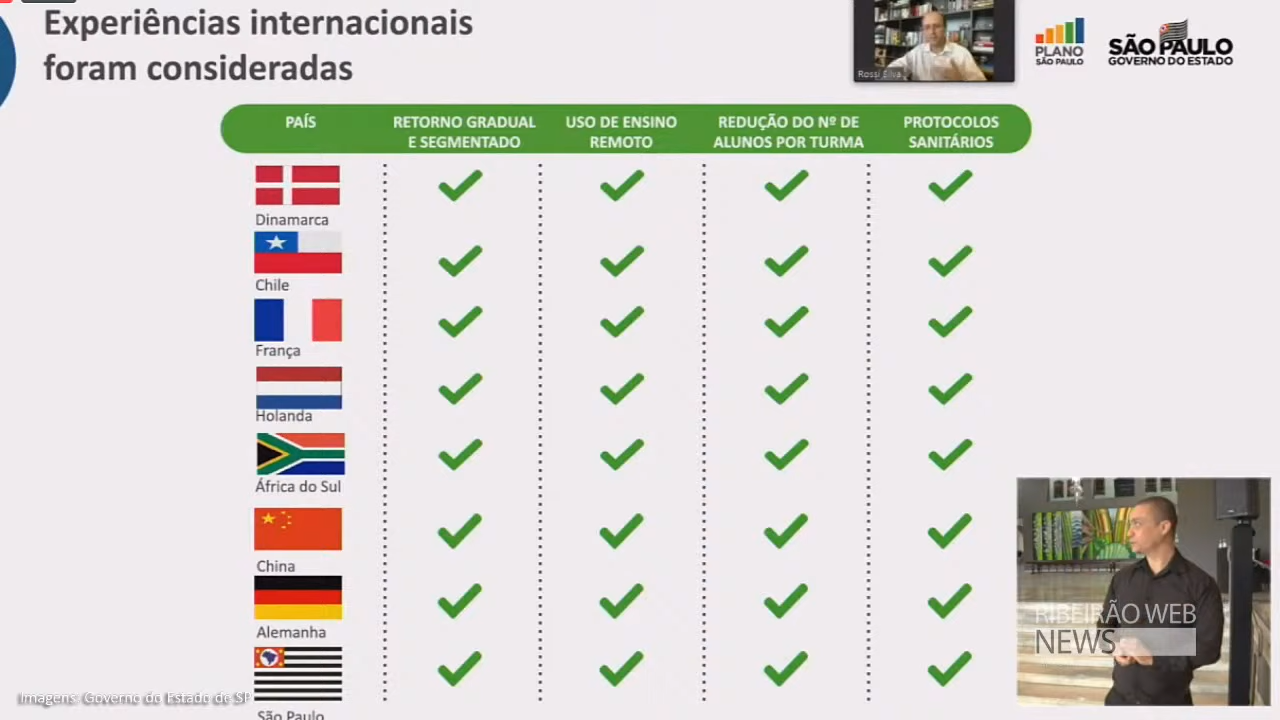 Experiências internacionais
foram consideradas
Rossi Silva
PLANO
SÃO PAULO
SÃO PAULO
GOVERNO DO ESTADO
PAÍS
RETORNO GRADUAL
E SEGMENTADO
USO DE ENSINO
REMOTO
REDUÇÃO DO Nº DE
ALUNOS POR TURMA
PROTOCOLOS
SANITÁRIOS
Dinamarca
Chile
França
Holanda
África do Sul
China
Alemanha
São Paulo
RIBEIRÃO WEB
NEWS
Imagens: Governo do Estado de SP